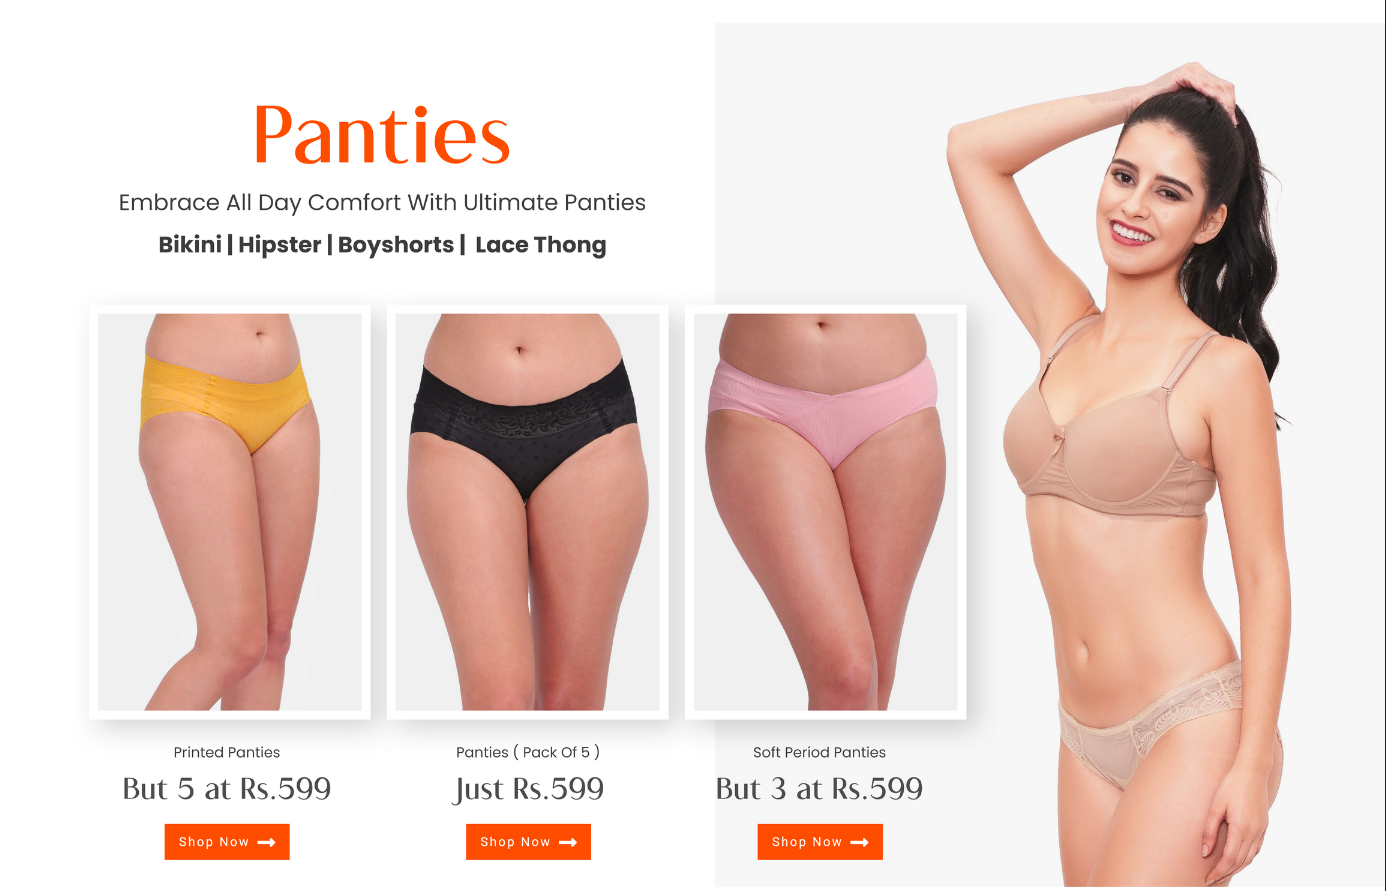 Panties
Embrace All Day Comfort With Ultimate Panties
Bikini | Hipster | Boyshorts | Lace Thong
Printed Panties
But 5 at Rs.599
Shop Now
Panties ( Pack Of 5 )
Just Rs.599
Shop Now
Soft Period Panties
But 3 at Rs.599
Shop Now